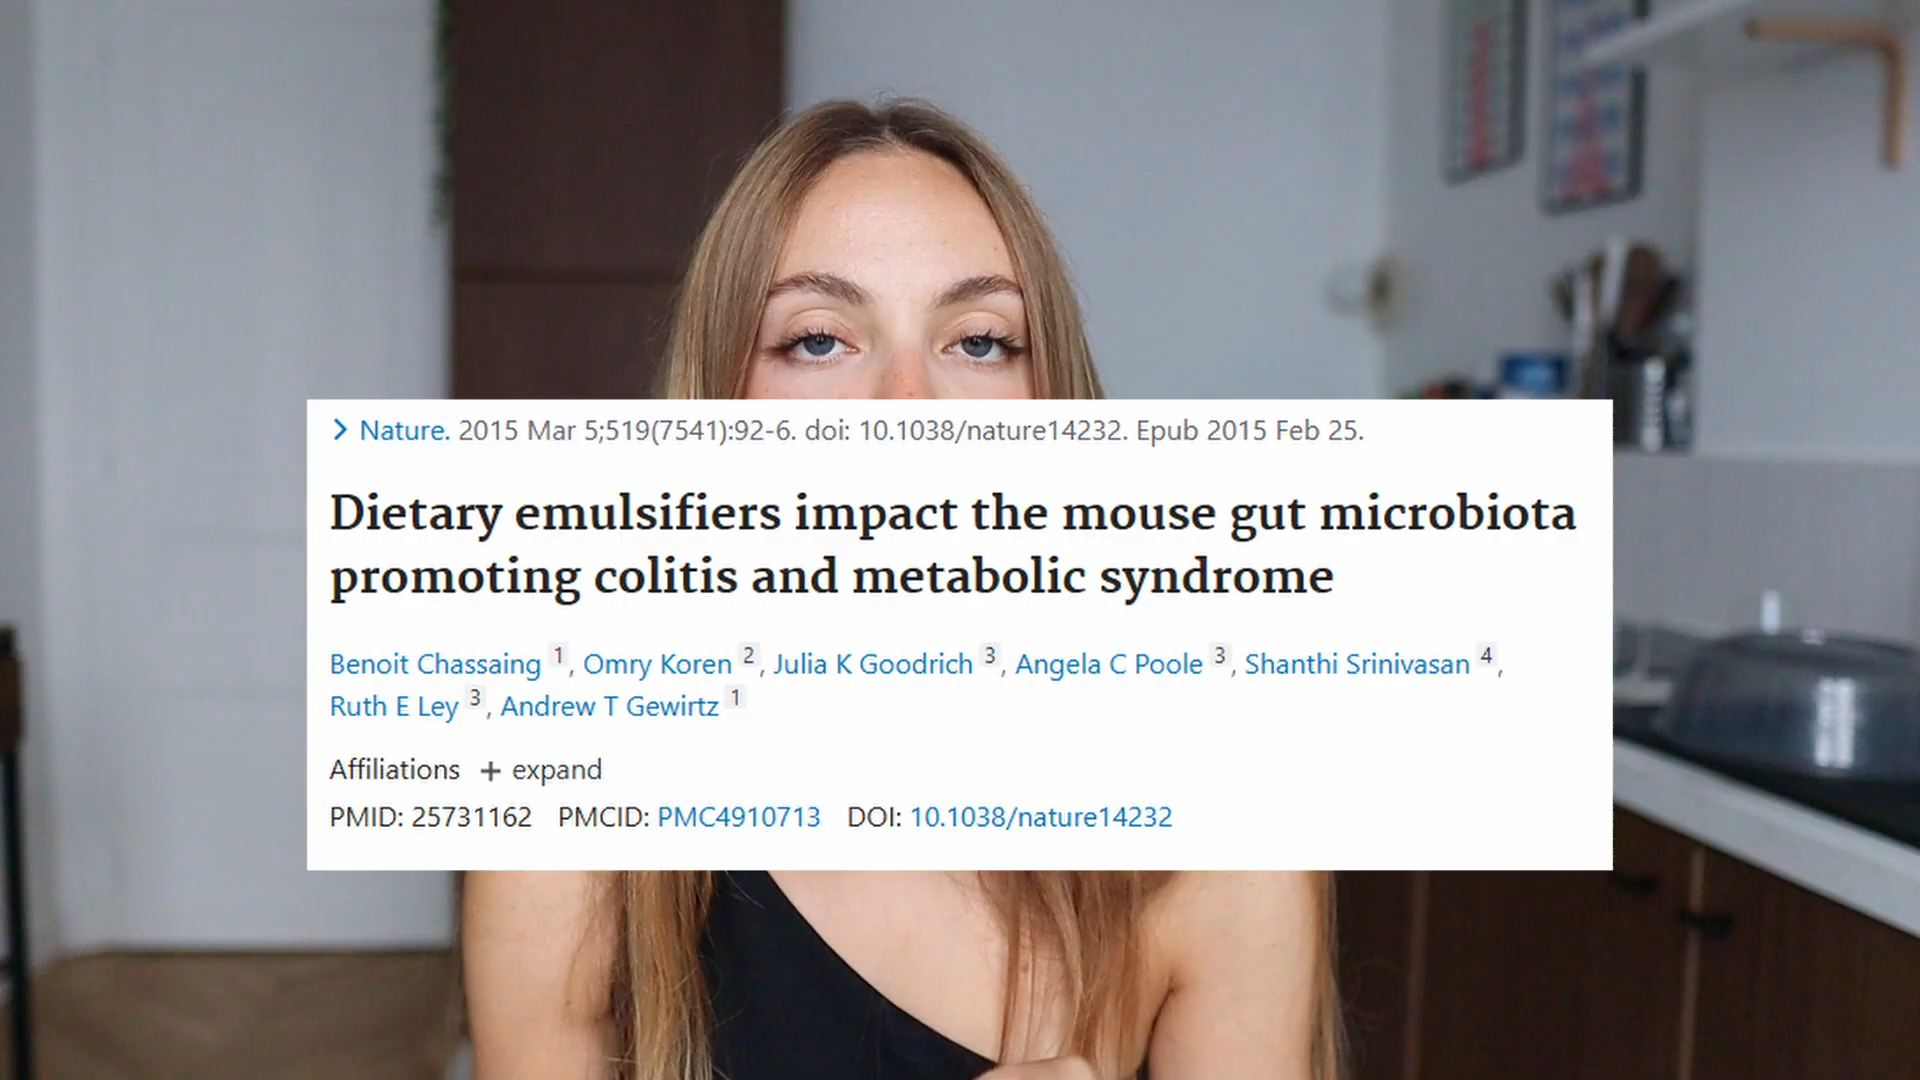 Nature. 2015 Mar 5;519(7541):92-6. doi: 10.1038/nature14232. Epub 2015 Feb 25.
Dietary emulsifiers impact the mouse gut microbiota
promoting colitis and metabolic syndrome
Benoit Chassaing 1, Omry Koren 2, Julia K Goodrich 3, Angela C Poole 3, Shanthi Srinivasan 4,
Ruth E Ley 3, Andrew T Gewirtz 1
Affiliations + expand
PMID: 25731162 PMCID: PMC4910713 DOI: 10.1038/nature14232